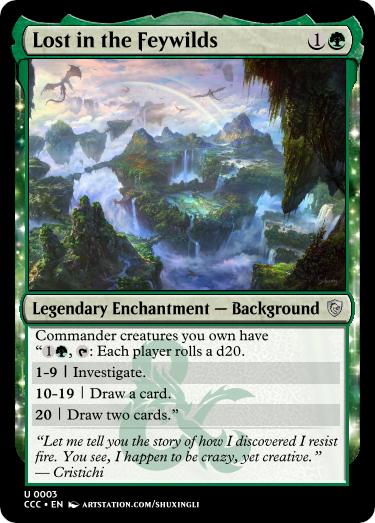 Lost in the Feywilds 1
Legendary Enchantment — Background
Commander creatures you own have
“1, : Each player rolls a d20.
1-9 | Investigate.
10-19 | Draw a card.
20 | Draw two cards.”
“Let me tell you the story of how I discovered I resist
fire. You see, I happen to be crazy, yet creative.”
— Cristichi
U 0003
CCC • EN ARTSTATION.COM/SHUXINGLI